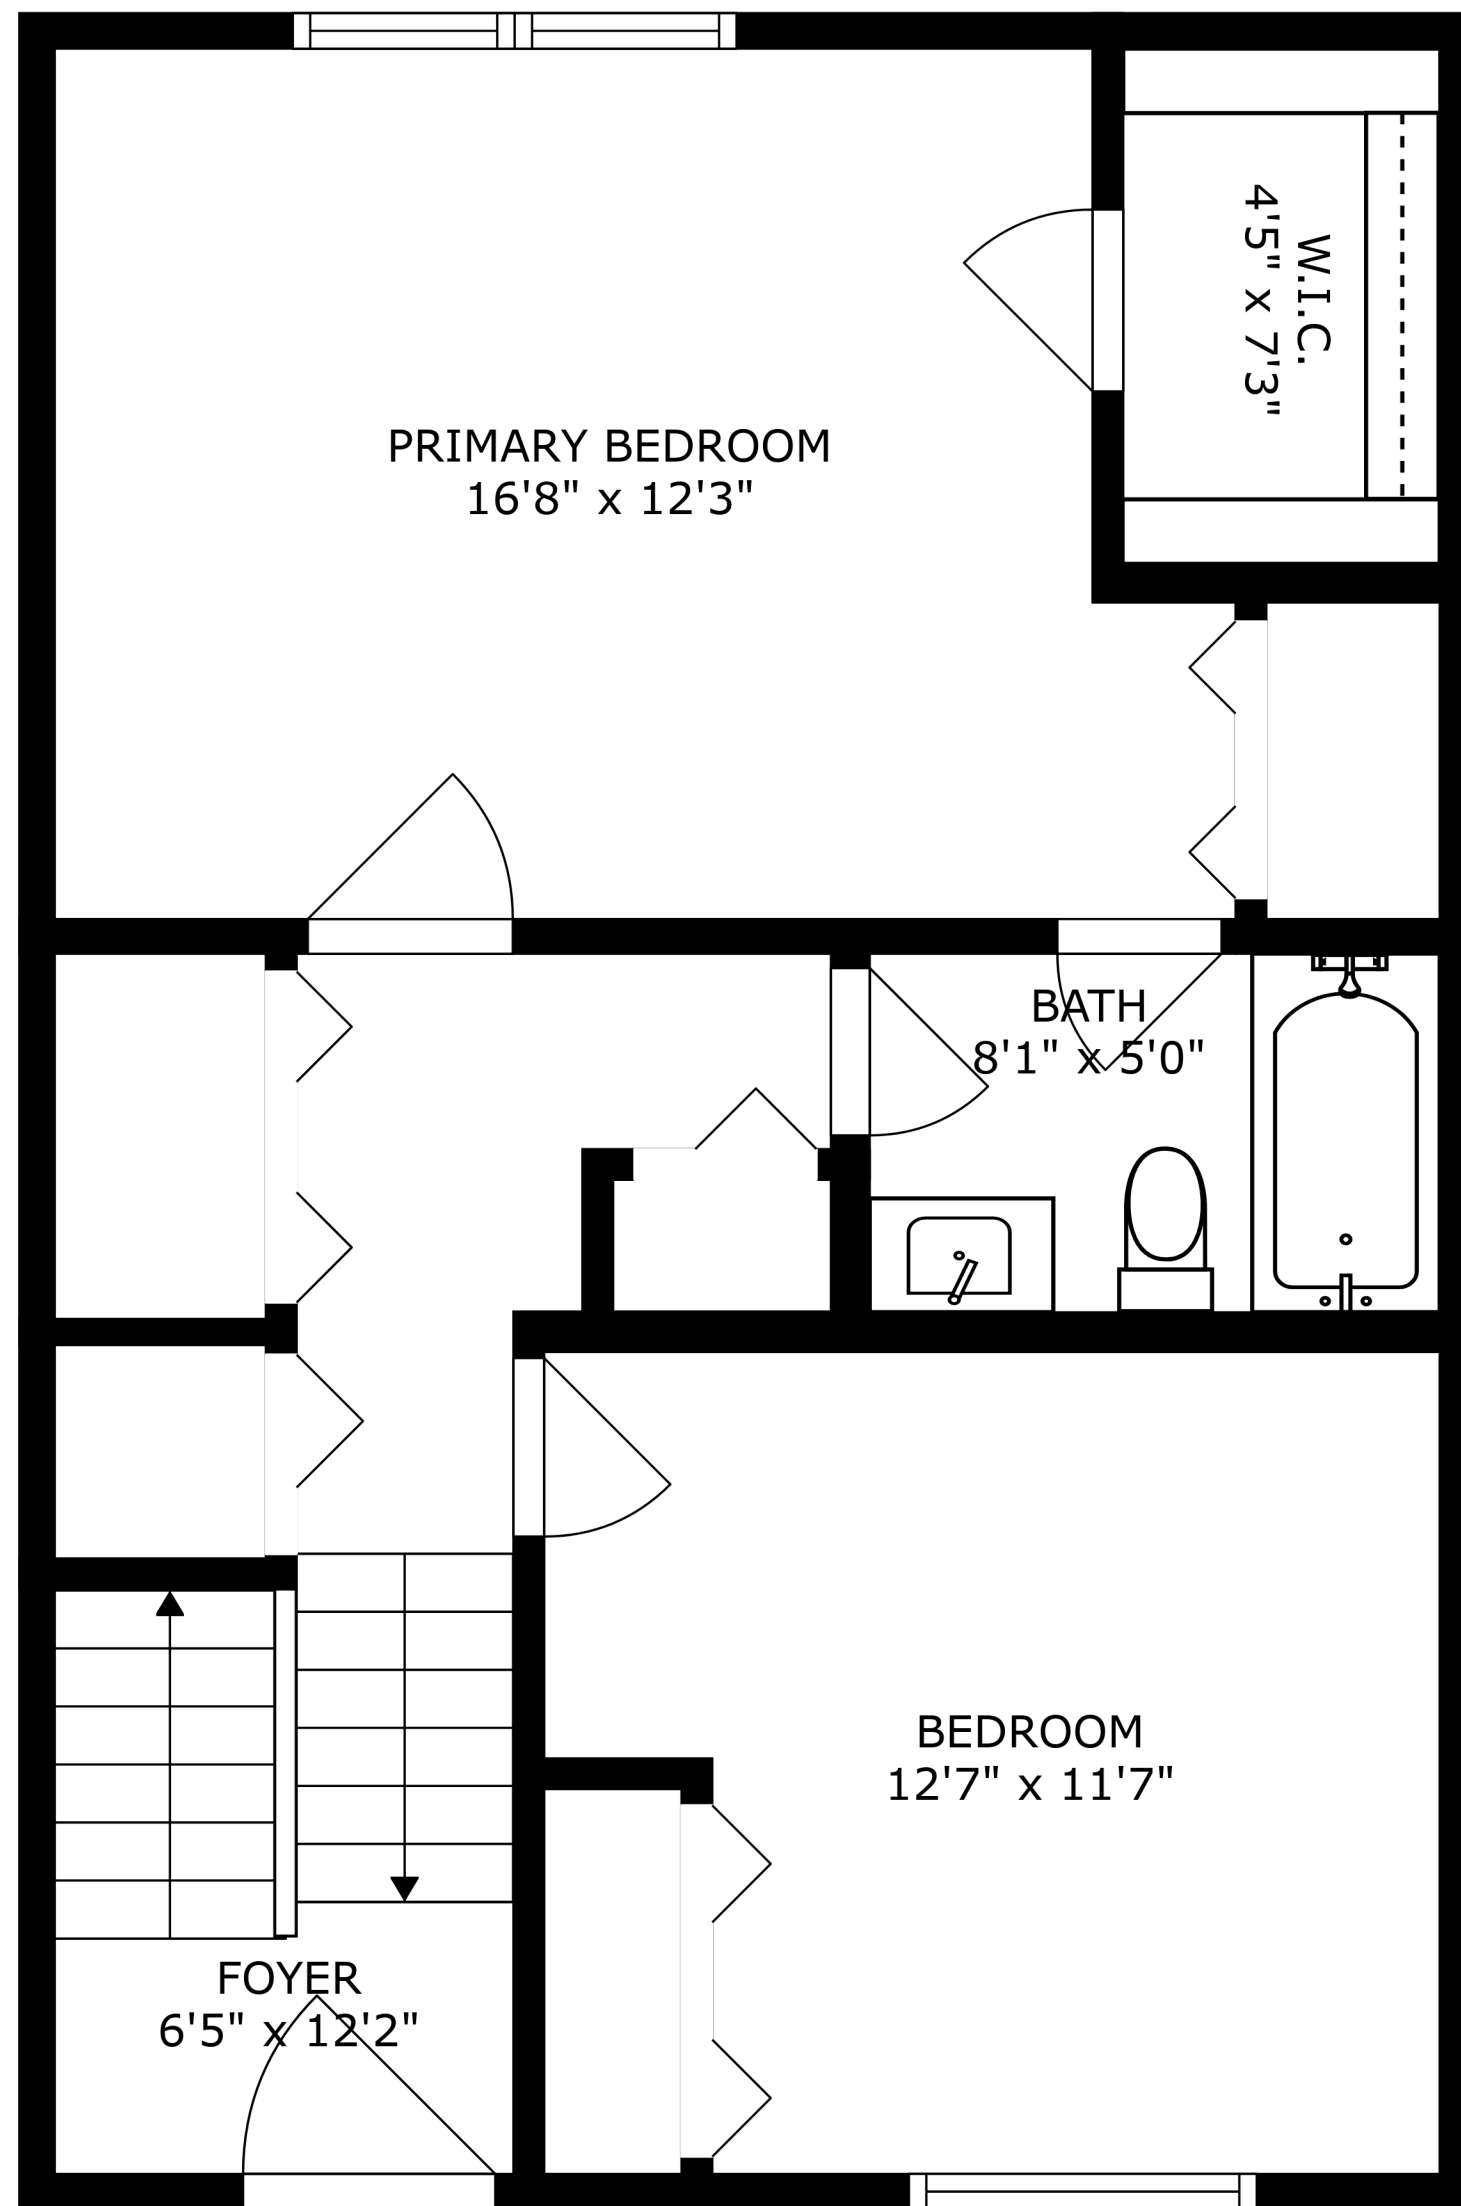 W.I.C.
4'5" x 7'3"
PRIMARY BEDROOM
16'8" x 12'3"
BATH
8'1" x 5'0"
BEDROOM
12'7" x 11'7"
FOYER
6'5" x 12'2"